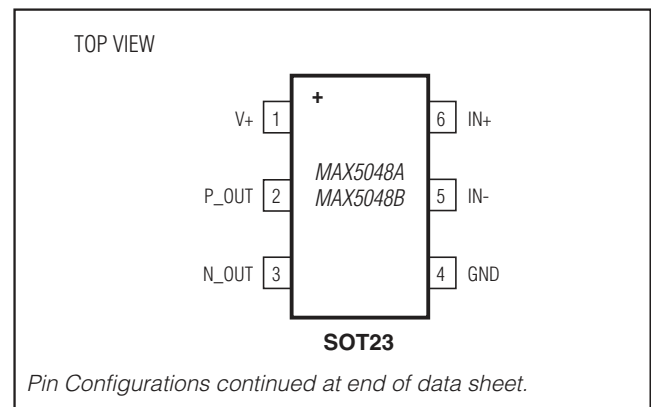 TOP VIEW
+
V+ 1
6 IN+
MAX5048A
MAX5048B
P_OUT 2
5 IN-
N_OUT 3
4 GND
SOT23
Pin Configurations continued at end of data sheet.